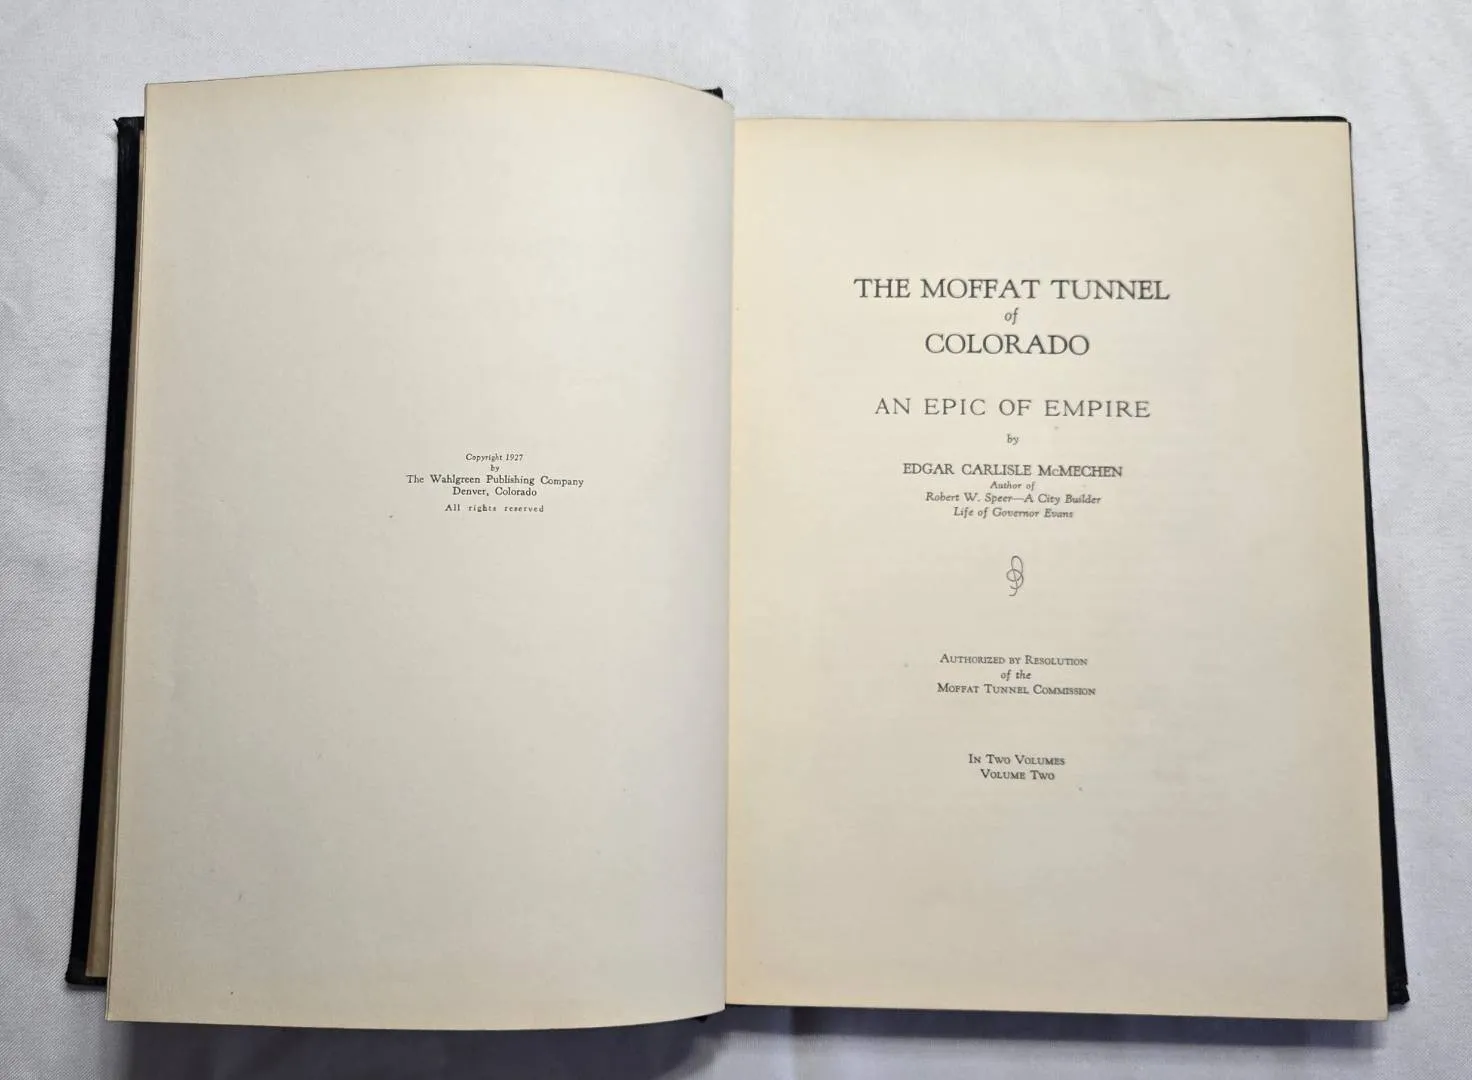 Copyright 1927
by
The Wahlgreen Publishing Company
Denver, Colorado
All rights reserved
THE MOFFAT TUNNEL
of
COLORADO
AN EPIC OF EMPIRE
by
EDGAR CARLISLE McMECHEN
Author of
Robert W. Speer—A City Builder
Life of Governor Evans
AUTHORIZED BY RESOLUTION
of the
MOFFAT TUNNEL COMMISSION
IN TWO VOLUMES
VOLUME TWO